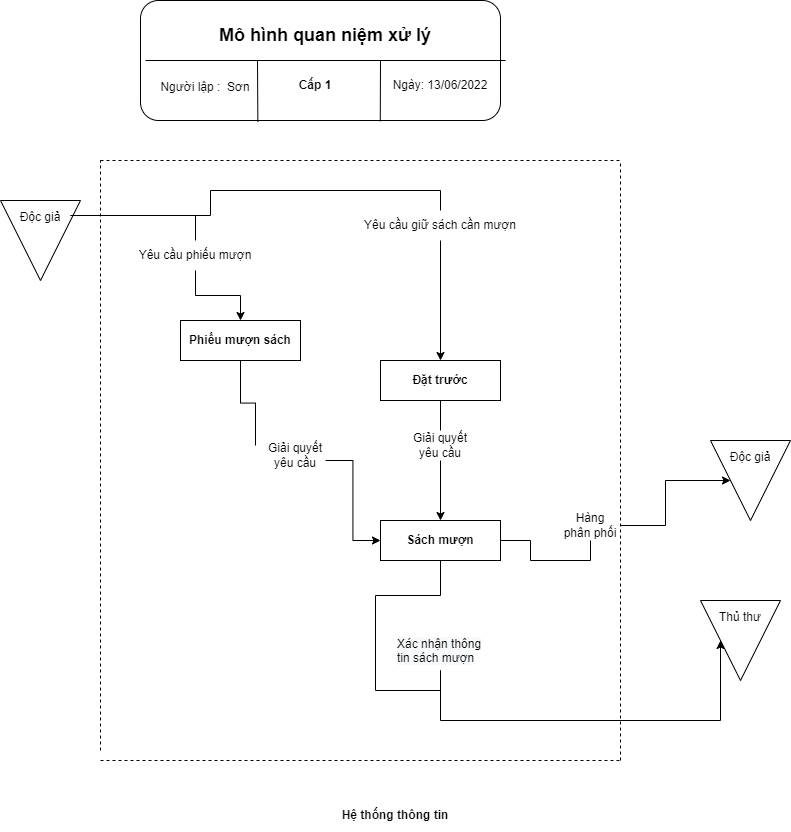 Mô hình quan niệm xử lý
Người lập : Sơn
Cấp 1
Ngày: 13/06/2022
Độc giả
Yêu cầu giữ sách cần mượn
Yêu cầu phiếu mượn
Phiếu mượn sách
Đặt trước
Giải quyết
yêu cầu
Giải quyết
yêu cầu
Độc giả
Hàng
phân phối
Sách mượn
Thủ thư
Xác nhận thông
tin sách mượn
Hệ thống thông tin